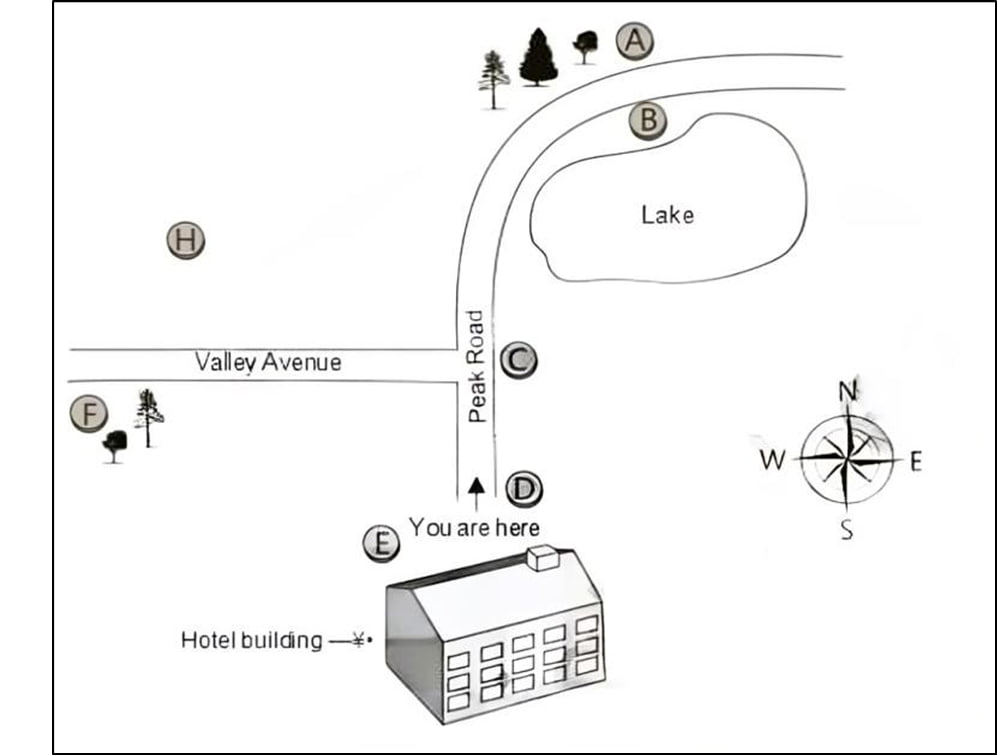 A
B
Lake
H
Peak Road
Valley Avenue
C
F
N
W
E
S
D
You are here
E
Hotel building